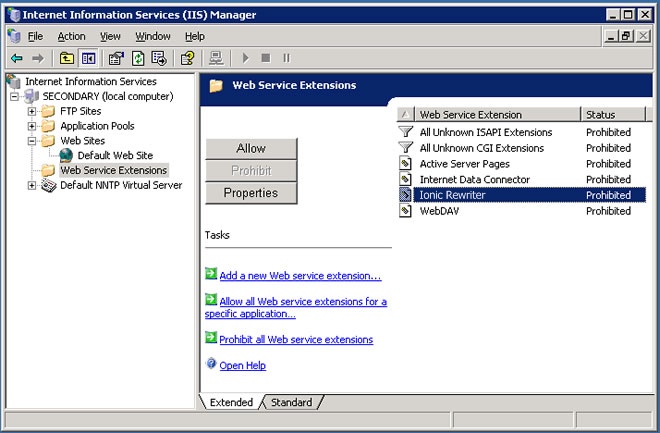 Internet Information Services (IIS) Manager
File Action View Window Help
Internet Information Services
SECONDARY (local computer)
FTP Sites
Application Pools
Web Sites
Default Web Site
Web Service Extensions
Default NNTP Virtual Server
Web Service Extensions
Allow
Prohibit
Properties
Tasks
Add a new Web service extension...
Allow all Web service extensions for a
specific application...
Prohibit all Web service extensions
Open Help
Web Service Extension Status
All Unknown ISAPI Extensions Prohibited
All Unknown CGI Extensions Prohibited
Active Server Pages Prohibited
Internet Data Connector Prohibited
Ionic Rewriter Prohibited
WebDAV Prohibited
Extended Standard